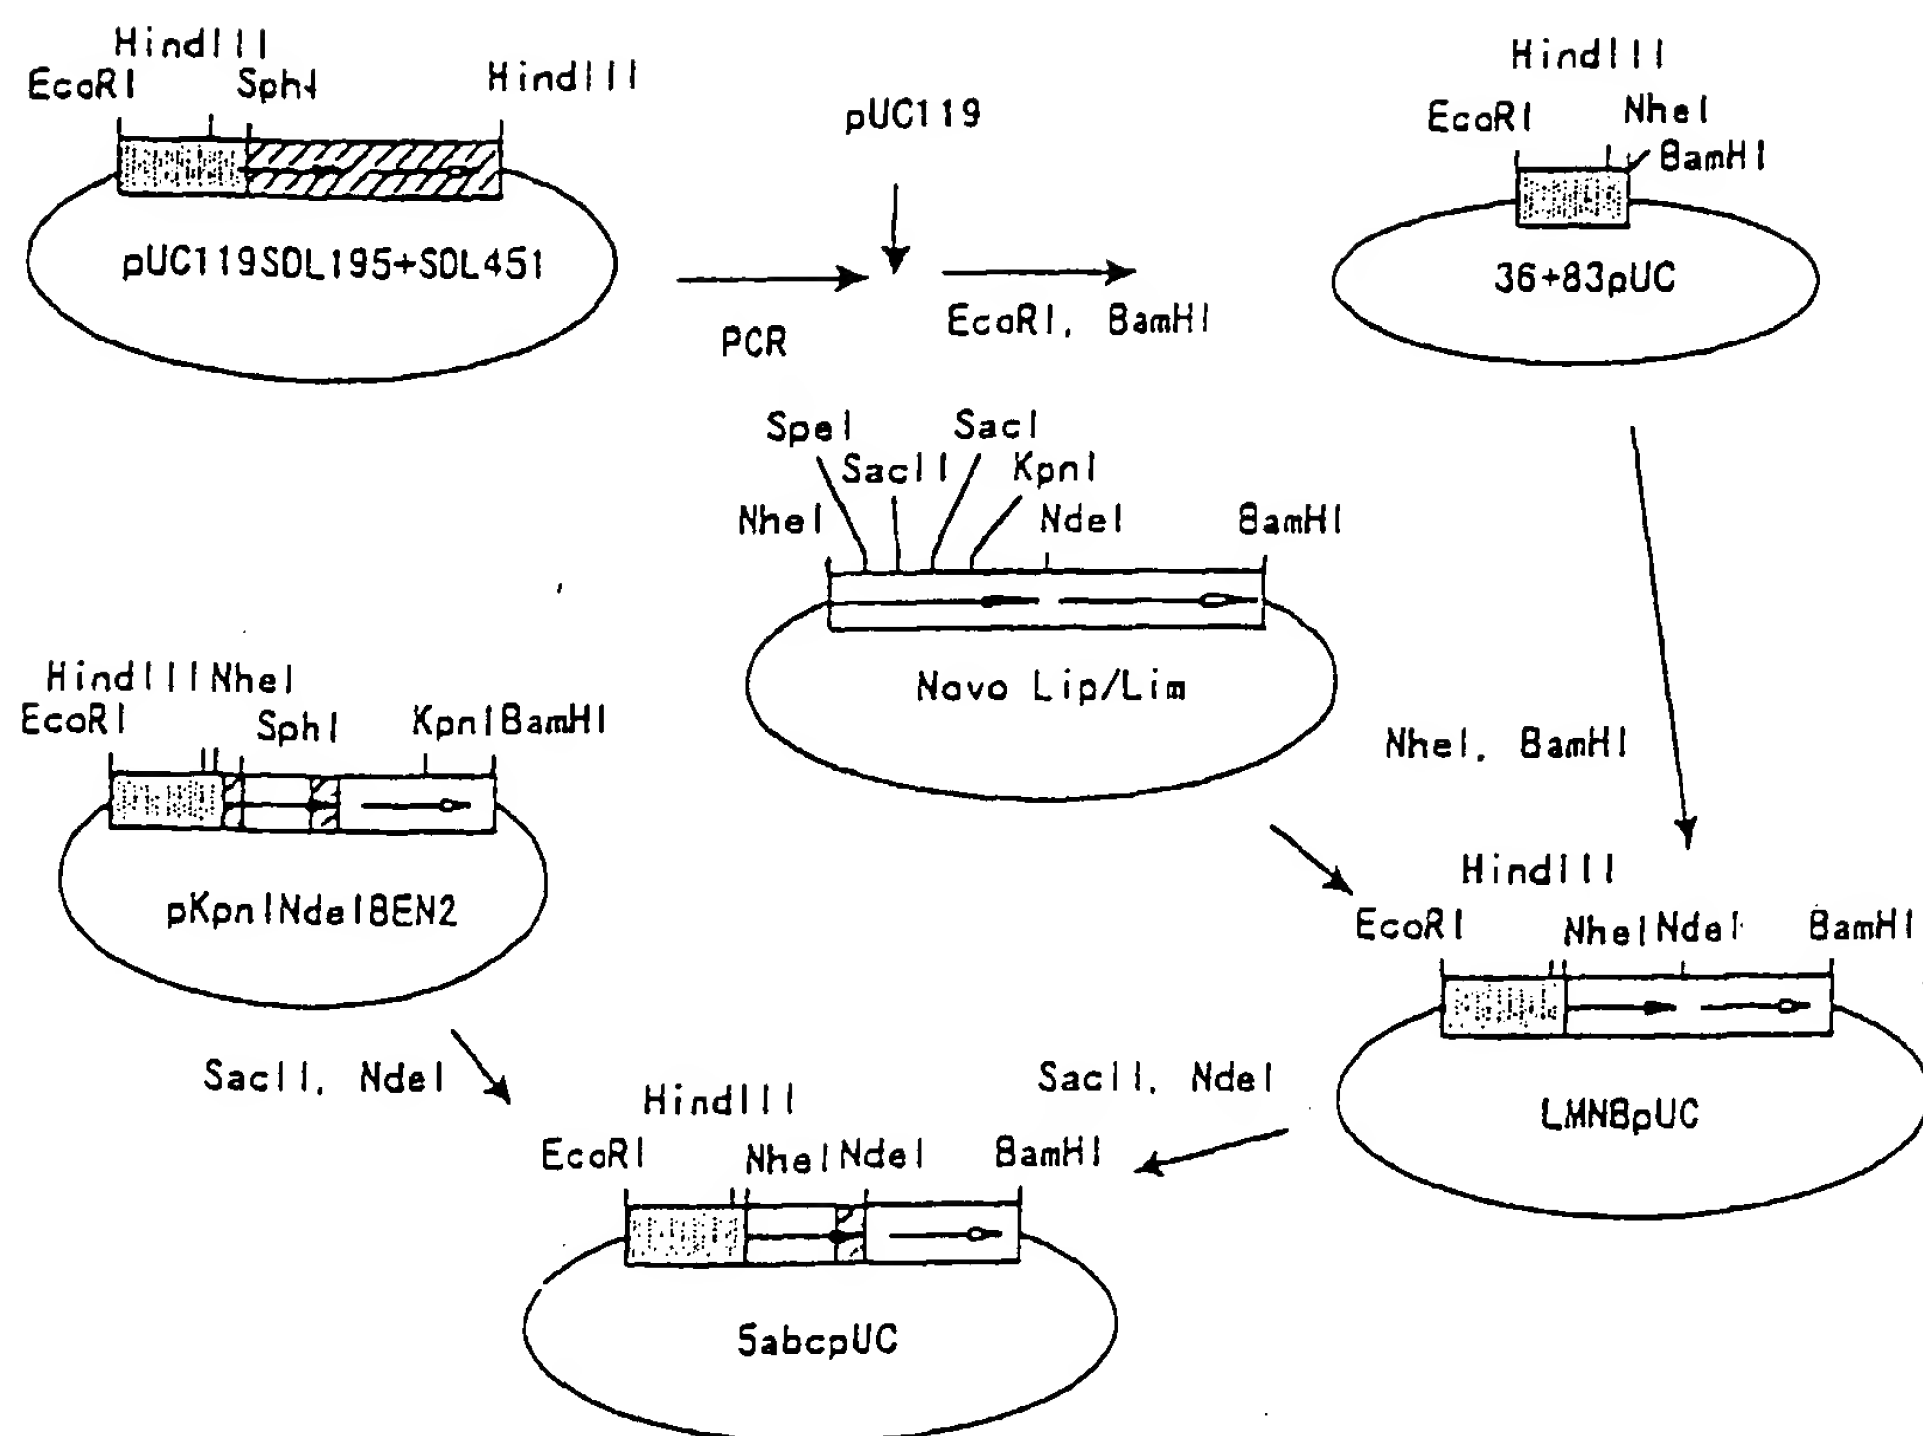 HindIII
EcoRI SphI HindIII
pUC119SDL195+SDL451
pUC119
PCR
EcoRI, BamHI
HindIII
EcoRI NheI
BamHI
36+83pUC
SpeI SacI
SacII KpnI
NheI NdeI BamHI
Novo Lip/Lim
NheI, BamHI
HindIII NheI
EcoRI SphI KpnI BamHI
pKpnINdeIBEN2
SacII, NdeI
HindIII
EcoRI NheI NdeI BamHI
LMNBpUC
SacII, NdeI
HindIII
EcoRI NheI NdeI BamHI
5abcpUC